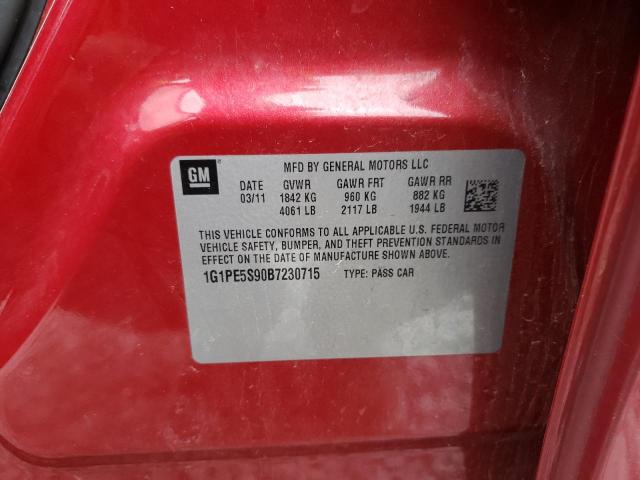 GM
MFD BY GENERAL MOTORS LLC
DATE GVWR GAWR FRT GAWR RR
03/11 1842 KG 960 KG 882 KG
4061 LB 2117 LB 1944 LB
THIS VEHICLE CONFORMS TO ALL APPLICABLE U.S. FEDERAL MOTOR
VEHICLE SAFETY, BUMPER, AND THEFT PREVENTION STANDARDS IN
EFFECT ON THE DATE OF MANUFACTURE SHOWN ABOVE.
1G1PE5S90B7230715 TYPE: PASS CAR